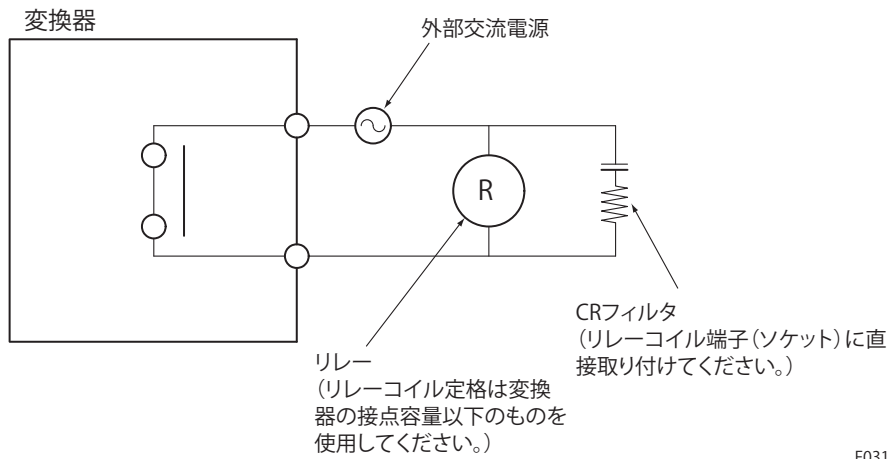 変換器
外部交流電源
R
CRフィルタ
（リレーコイル端子（ソケット）に直
接取り付けてください。）
リレー
（リレーコイル定格は変換
器の接点容量以下のものを
使用してください。）
F031